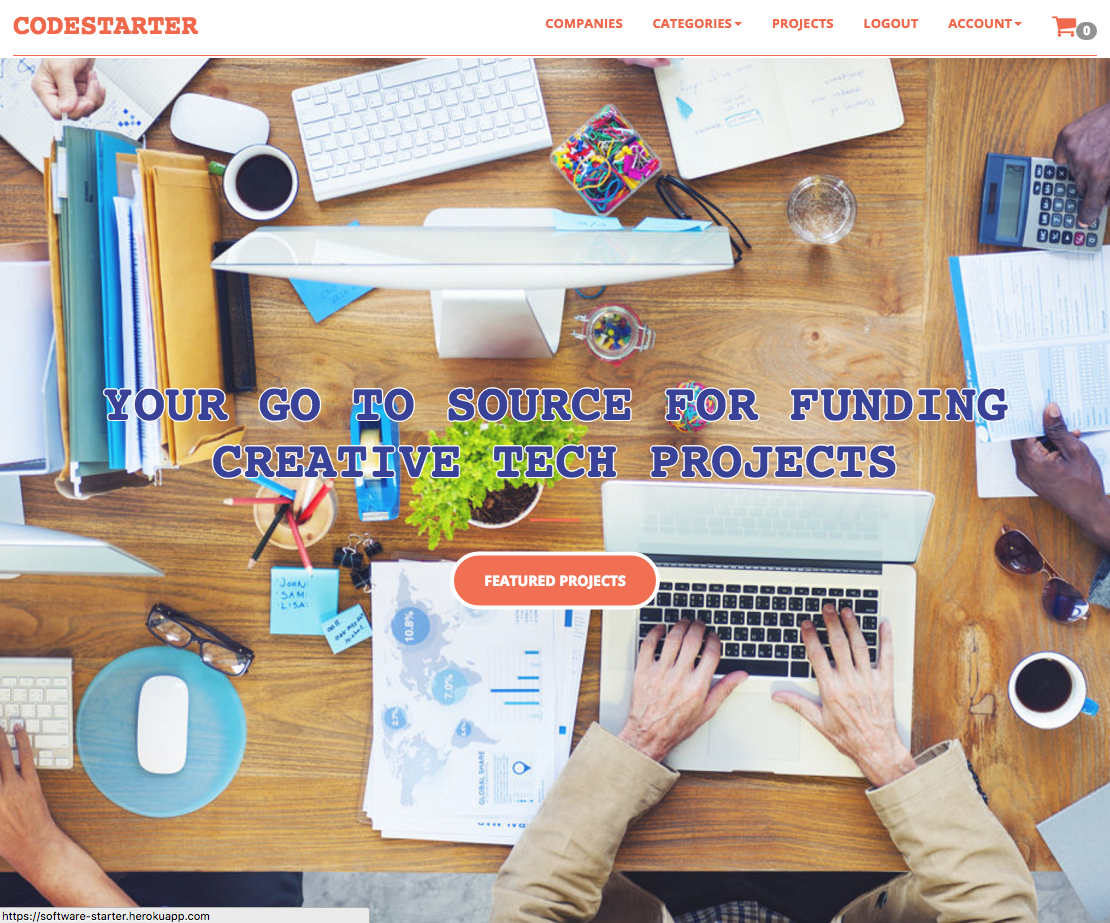 CODESTARTER
COMPANIES CATEGORIES PROJECTS LOGOUT ACCOUNT 0
YOUR GO TO SOURCE FOR FUNDING
CREATIVE TECH PROJECTS
FEATURED PROJECTS
JOHN:
SAM:
LISA:
10.8%
7.0%
GLOBAL SHARE
https://software-starter.herokuapp.com